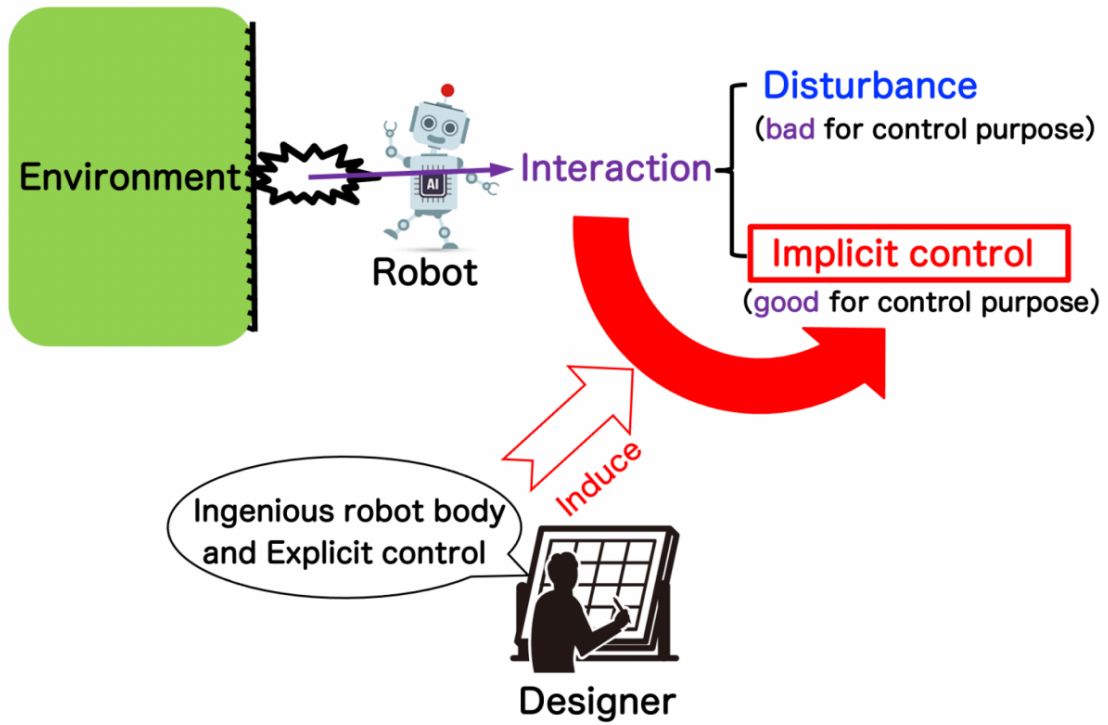 Environment
AI
Robot
Interaction
Disturbance
(bad for control purpose)
Implicit control
(good for control purpose)
Induce
Ingenious robot body
and Explicit control
Designer